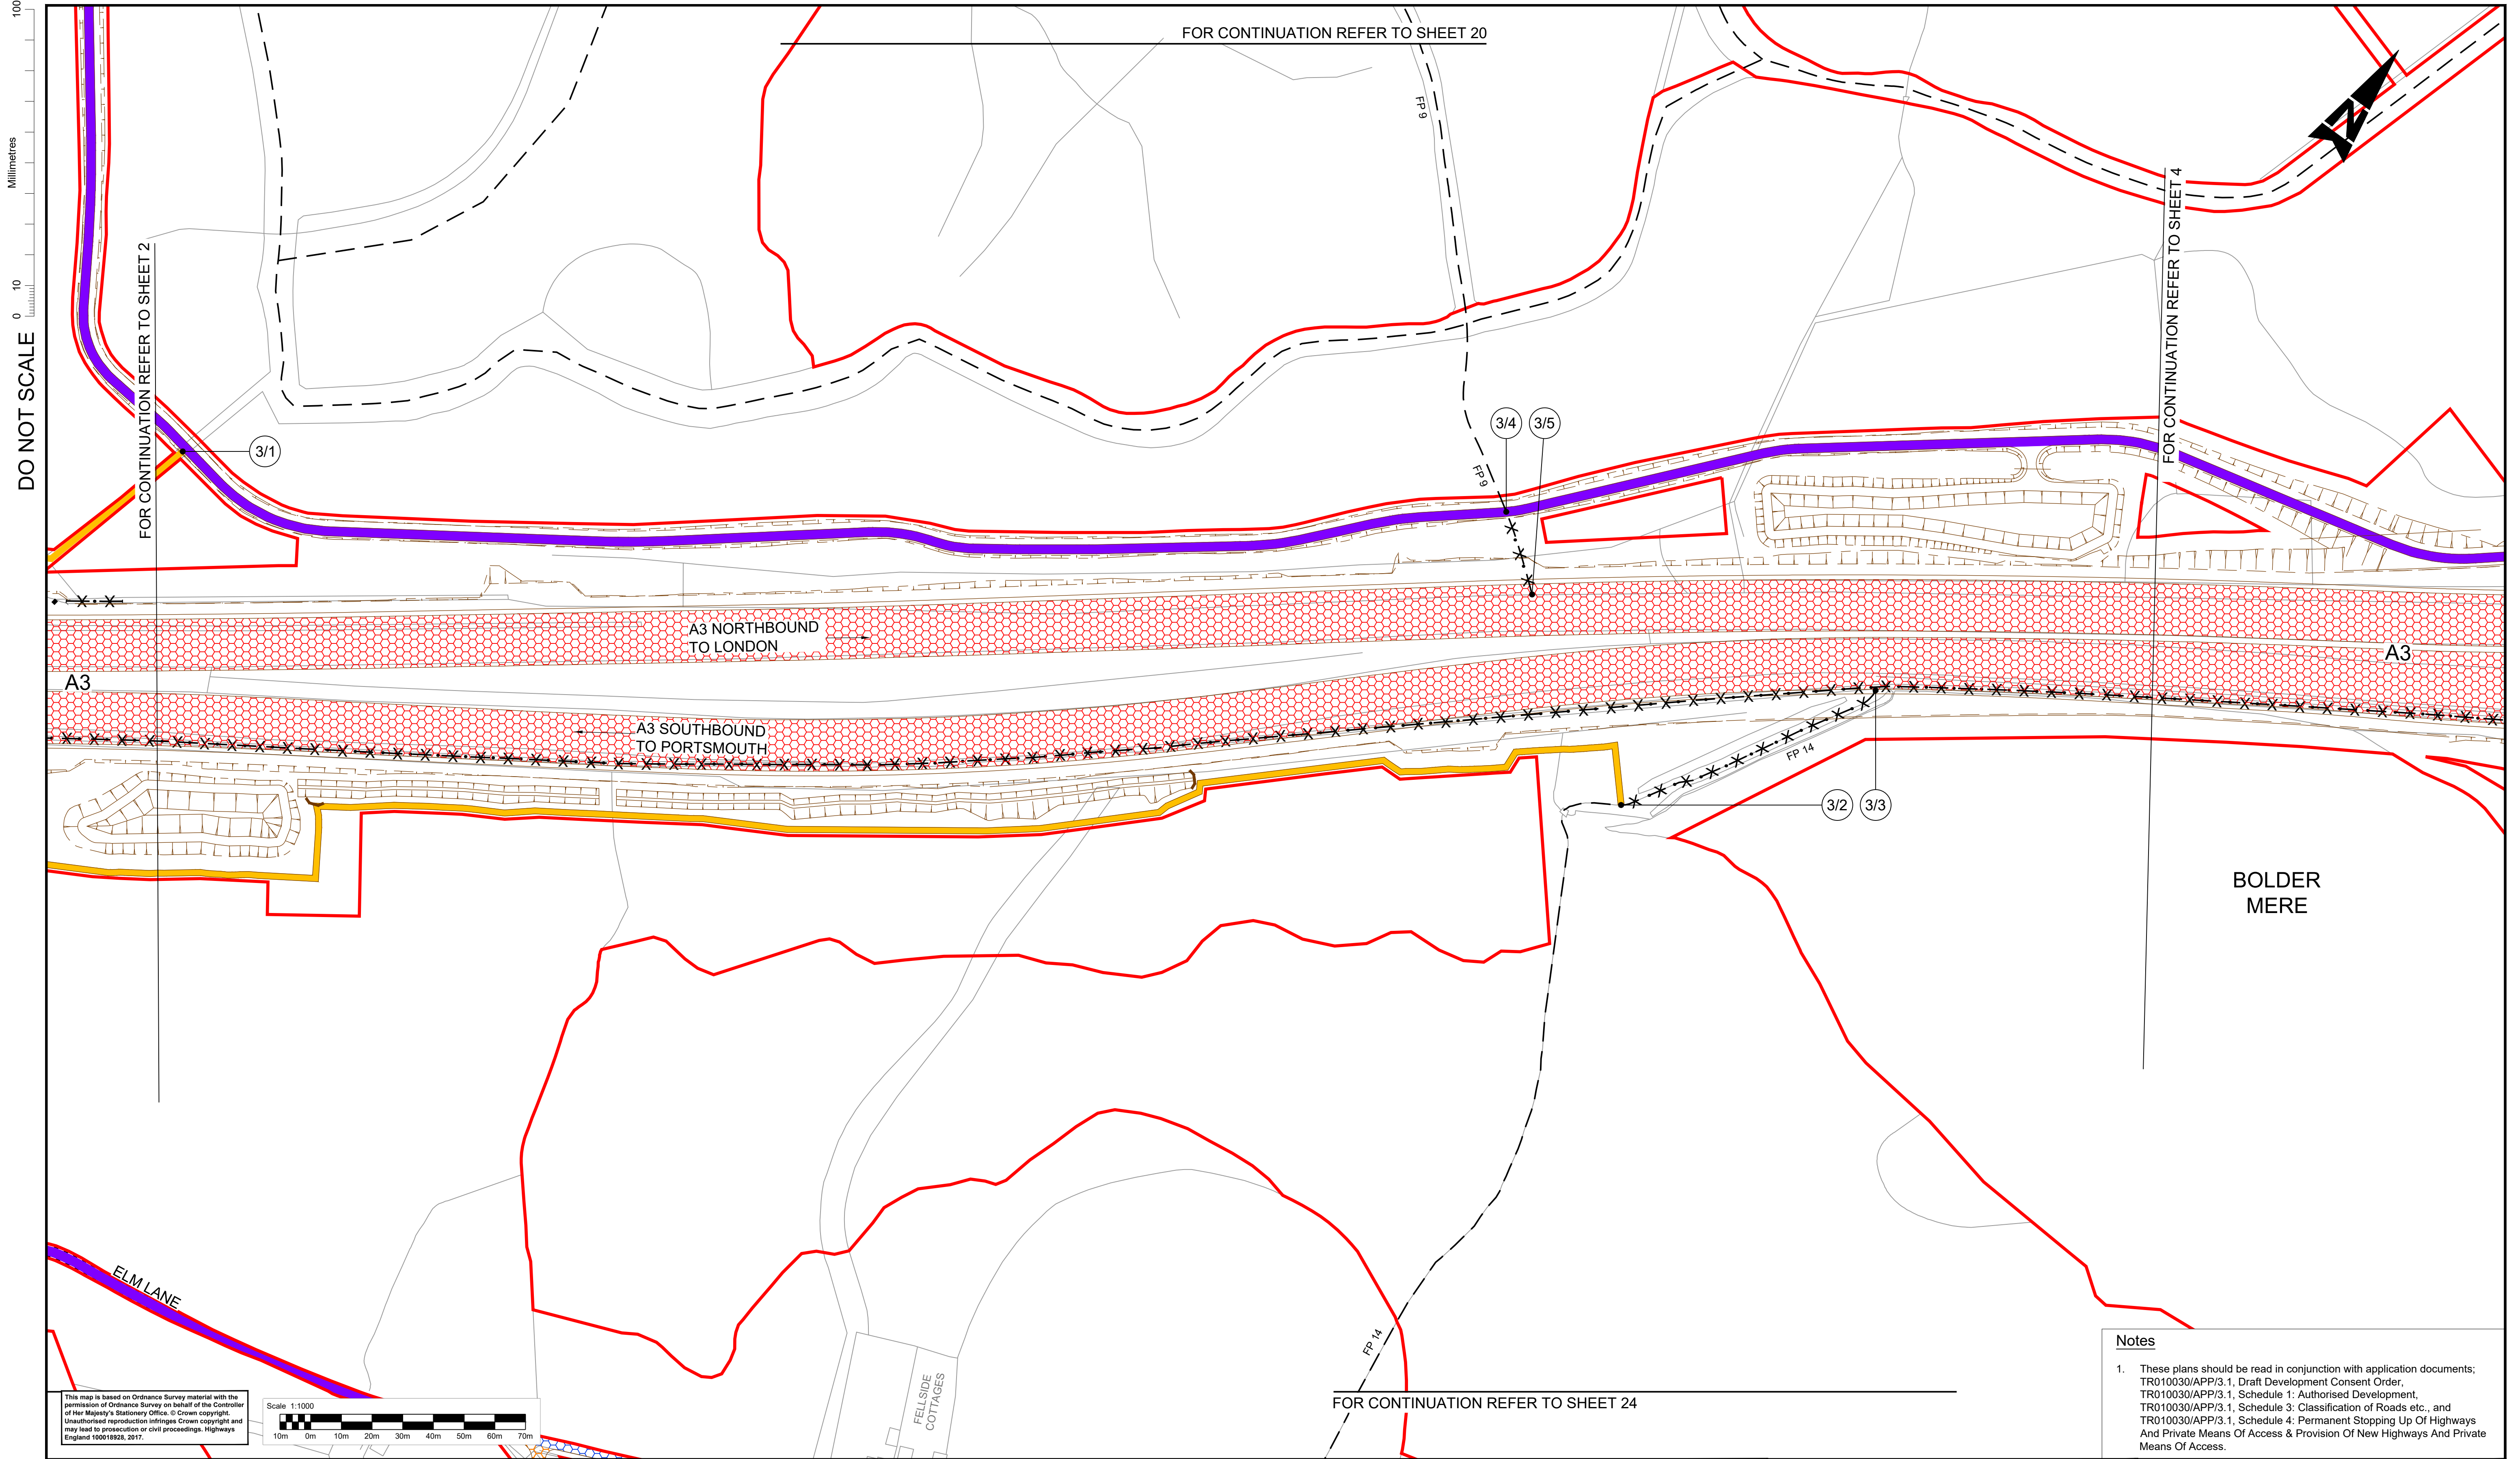 100
Millimetres
10
0
DO NOT SCALE
FOR CONTINUATION REFER TO SHEET 20
FP 9
N
FOR CONTINUATION REFER TO SHEET 2
FOR CONTINUATION REFER TO SHEET 4
3/1
3/4
3/5
FP 9
A3 NORTHBOUND
TO LONDON
A3
A3
A3 SOUTHBOUND
TO PORTSMOUTH
FP 14
3/2
3/3
BOLDER
MERE
ELM LANE
FP 14
FELLSIDE
COTTAGES
FOR CONTINUATION REFER TO SHEET 24
This map is based on Ordnance Survey material with the
permission of Ordnance Survey on behalf of the Controller
of Her Majesty's Stationery Office. © Crown copyright.
Unauthorised reproduction infringes Crown copyright and
may lead to prosecution or civil proceedings. Highways
England 100018928, 2017.
Scale 1:1000
10m 0m 10m 20m 30m 40m 50m 60m 70m
Notes
1. These plans should be read in conjunction with application documents;
TR010030/APP/3.1, Draft Development Consent Order,
TR010030/APP/3.1, Schedule 1: Authorised Development,
TR010030/APP/3.1, Schedule 3: Classification of Roads etc., and
TR010030/APP/3.1, Schedule 4: Permanent Stopping Up Of Highways
And Private Means Of Access & Provision Of New Highways And Private
Means Of Access.